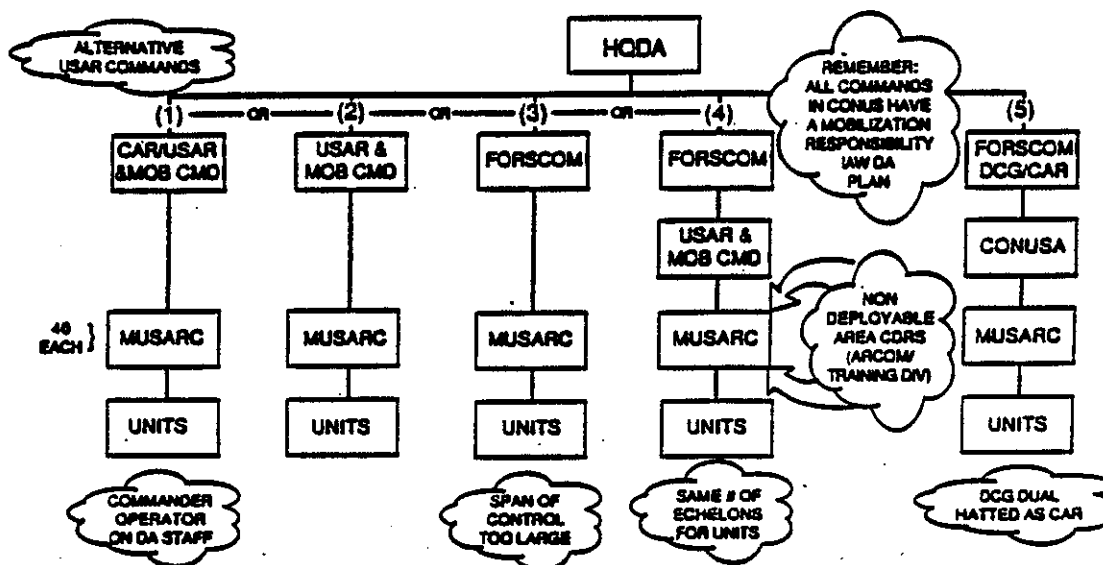 ALTERNATIVE
USAR COMMANDS
HQDA
REMEMBER:
ALL COMMANDS
IN CONUS HAVE
A MOBILIZATION
RESPONSIBILITY
IAW DA
PLAN
(1) OR (2) OR (3) OR (4) (5)
CAR/USAR
&MOB CMD
USAR &
MOB CMD
FORSCOM
FORSCOM
FORSCOM
DCG/CAR
USAR &
MOB CMD
CONUSA
46
EACH }
MUSARC
MUSARC
MUSARC
MUSARC
MUSARC
NON
DEPLOYABLE
AREA CDRS
(ARCOM/
TRAINING DIV)
UNITS
UNITS
UNITS
UNITS
UNITS
COMMANDER
OPERATOR
ON DA STAFF
SPAN OF
CONTROL
TOO LARGE
SAME # OF
ECHELONS
FOR UNITS
DCG DUAL
HATTED AS CAR